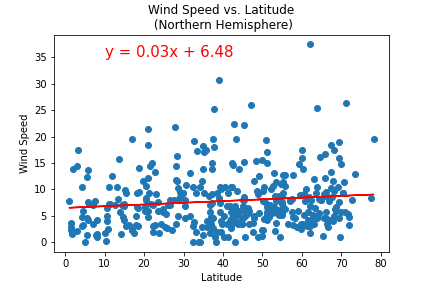 Wind Speed vs. Latitude
(Northern Hemisphere)
y = 0.03x + 6.48
Wind Speed
35
30
25
20
15
10
5
0
0 10 20 30 40 50 60 70 80
Latitude